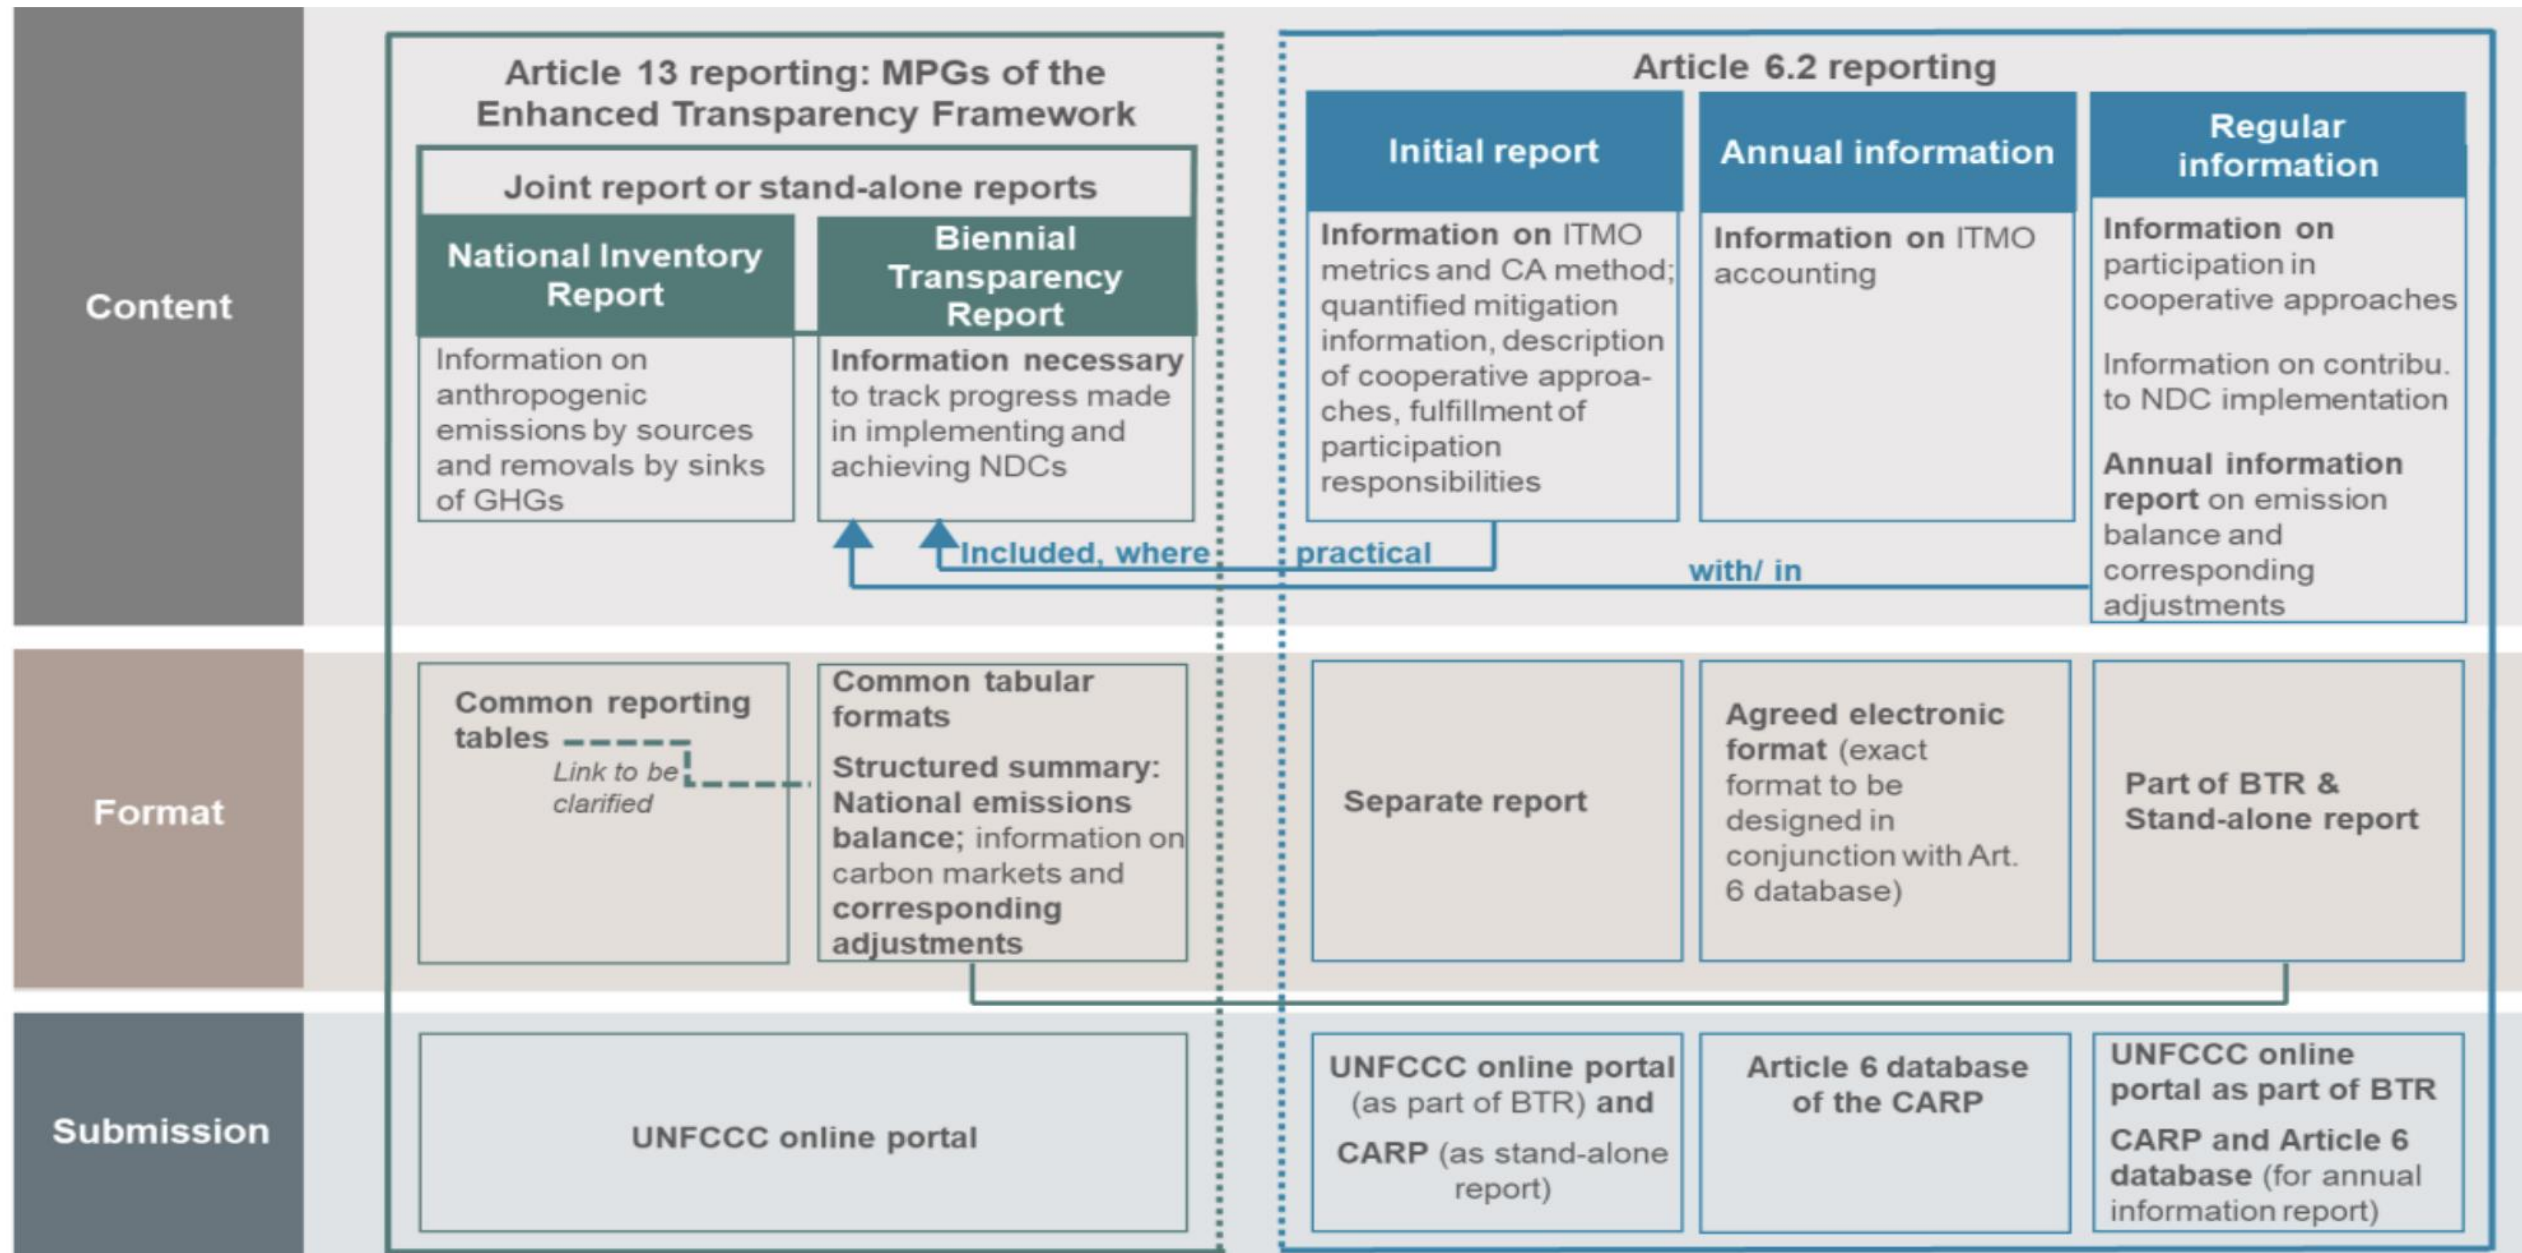 Content
Article 13 reporting: MPGs of the
Enhanced Transparency Framework
Joint report or stand-alone reports
National Inventory
Report
Information on
anthropogenic
emissions by sources
and removals by sinks
of GHGs
Biennial
Transparency
Report
Information necessary
to track progress made
in implementing and
achieving NDCs
Article 6.2 reporting
Initial report
Information on ITMO
metrics and CA method;
quantified mitigation
information, description
of cooperative approa-
ches, fulfillment of
participation
responsibilities
Annual information
Information on ITMO
accounting
Regular
information
Information on
participation in
cooperative approaches
Information on contribu.
to NDC implementation
Annual information
report on emission
balance and
corresponding
adjustments
Included, where practical
with/ in
Format
Common reporting
tables
Link to be
clarified
Common tabular
formats
Structured summary:
National emissions
balance; information on
carbon markets and
corresponding
adjustments
Separate report
Agreed electronic
format (exact
format to be
designed in
conjunction with Art.
6 database)
Part of BTR &
Stand-alone report
Submission
UNFCCC online portal
UNFCCC online portal
(as part of BTR) and
CARP (as stand-alone
report)
Article 6 database
of the CARP
UNFCCC online
portal as part of BTR
CARP and Article 6
database (for annual
information report)